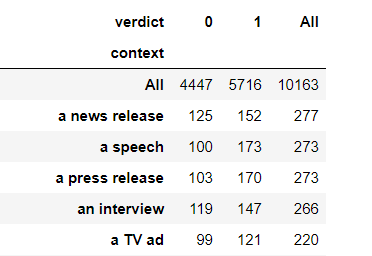 verdict 0 1 All
context
All 4447 5716 10163
a news release 125 152 277
a speech 100 173 273
a press release 103 170 273
an interview 119 147 266
a TV ad 99 121 220